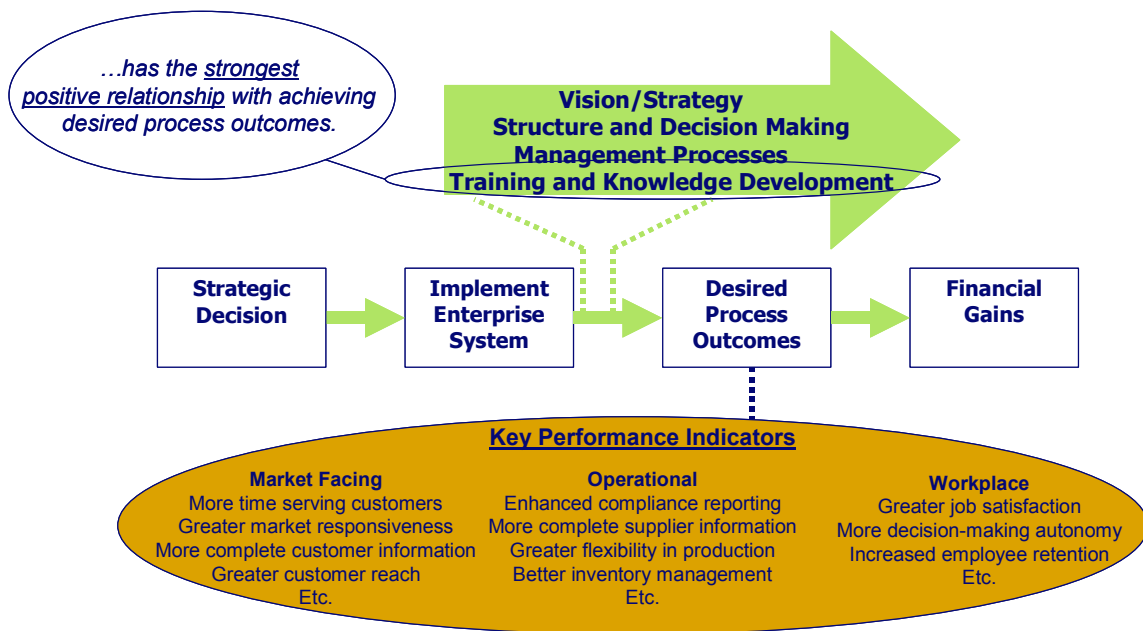 …has the strongest
positive relationship with achieving
desired process outcomes.
Vision/Strategy
Structure and Decision Making
Management Processes
Training and Knowledge Development
Strategic
Decision
Implement
Enterprise
System
Desired
Process
Outcomes
Financial
Gains
Key Performance Indicators
Market Facing
More time serving customers
Greater market responsiveness
More complete customer information
Greater customer reach
Etc.
Operational
Enhanced compliance reporting
More complete supplier information
Greater flexibility in production
Better inventory management
Etc.
Workplace
Greater job satisfaction
More decision-making autonomy
Increased employee retention
Etc.